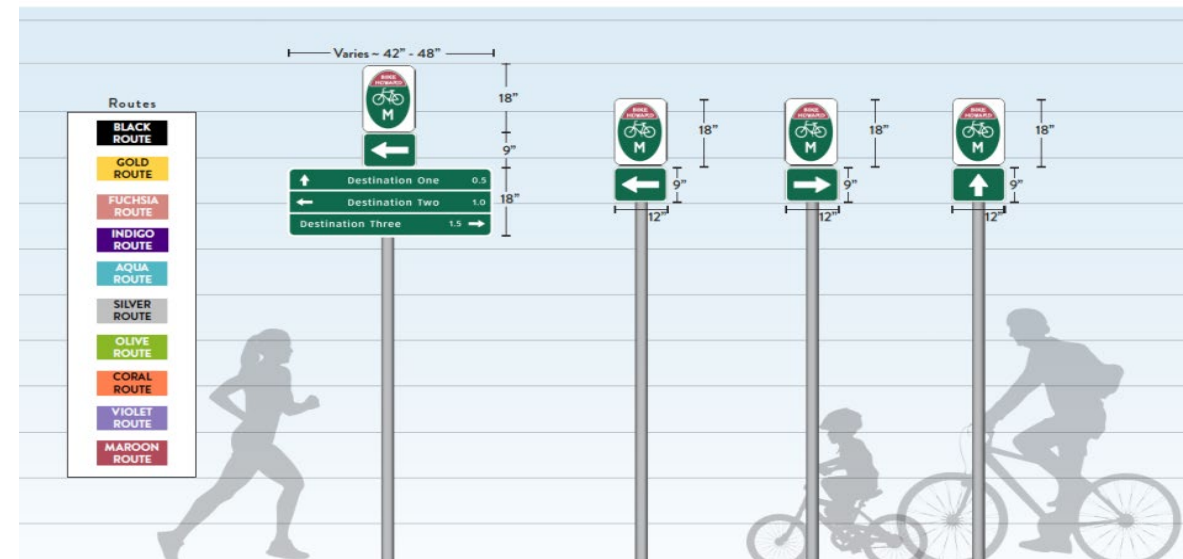 Varies ~ 42” - 48”
BIKE
HOWARD
M
18”
9”
Destination One 0.5
Destination Two 1.0
Destination Three 1.5
18”
BIKE
HOWARD
M
18”
9”
12”
BIKE
HOWARD
M
18”
9”
12”
BIKE
HOWARD
M
18”
9”
12”
Routes
BLACK
ROUTE
GOLD
ROUTE
FUCHSIA
ROUTE
INDIGO
ROUTE
AQUA
ROUTE
SILVER
ROUTE
OLIVE
ROUTE
CORAL
ROUTE
VIOLET
ROUTE
MAROON
ROUTE